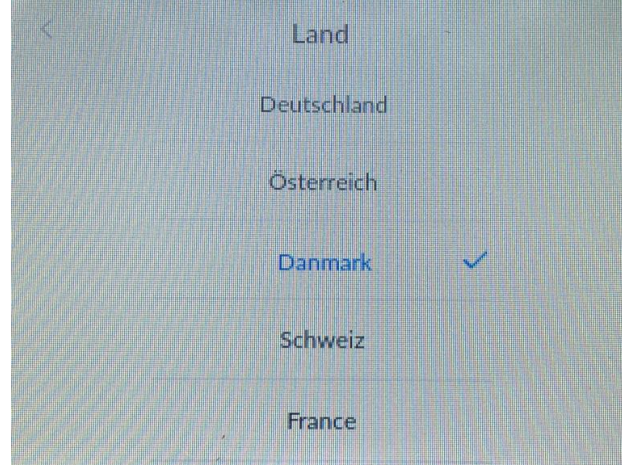 Land
Deutschland
Österreich
Danmark
Schweiz
France